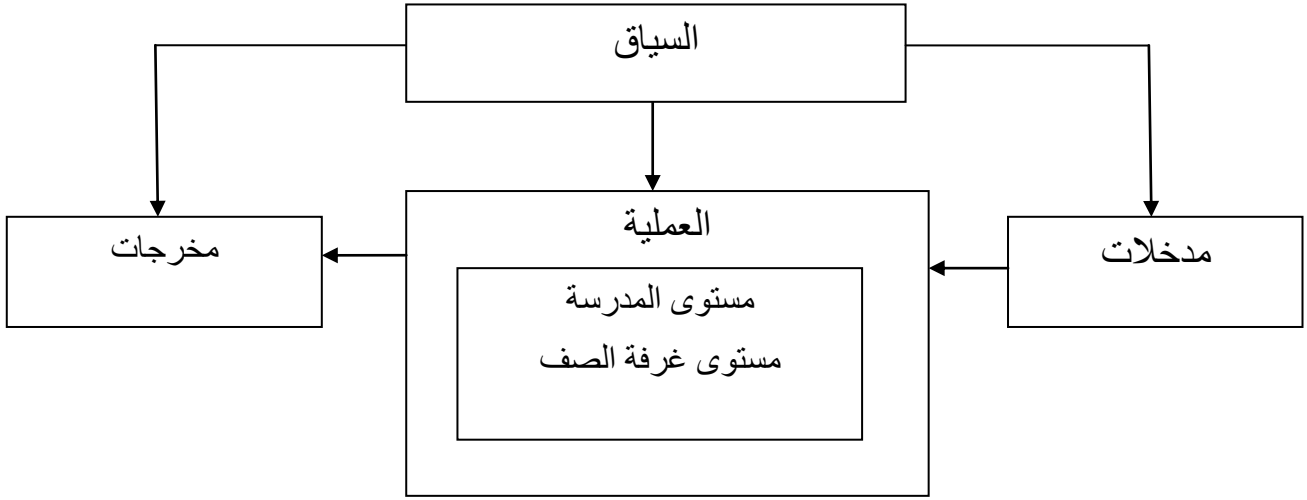 السياق
العملية
مدخلات
مخرجات
مستوى المدرسة
مستوى غرفة الصف